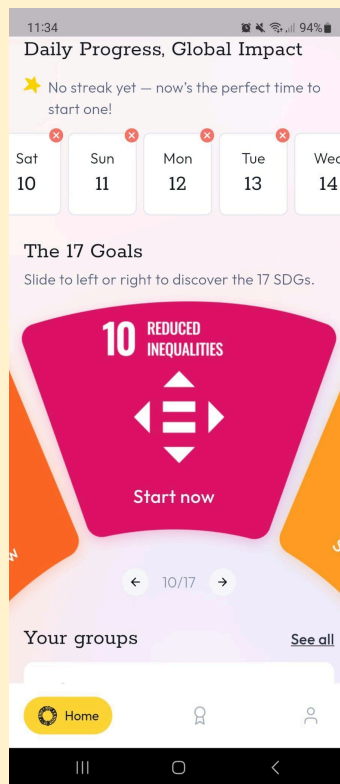 11:34
94%
Daily Progress, Global Impact
No streak yet — now's the perfect time to
start one!
Sat
Sun
Mon
Tue
Wed
10
11
12
13
14
The 17 Goals
Slide to left or right to discover the 17 SDGs.
10 REDUCED
INEQUALITIES
Start now
10/17
Your groups
See all
Home